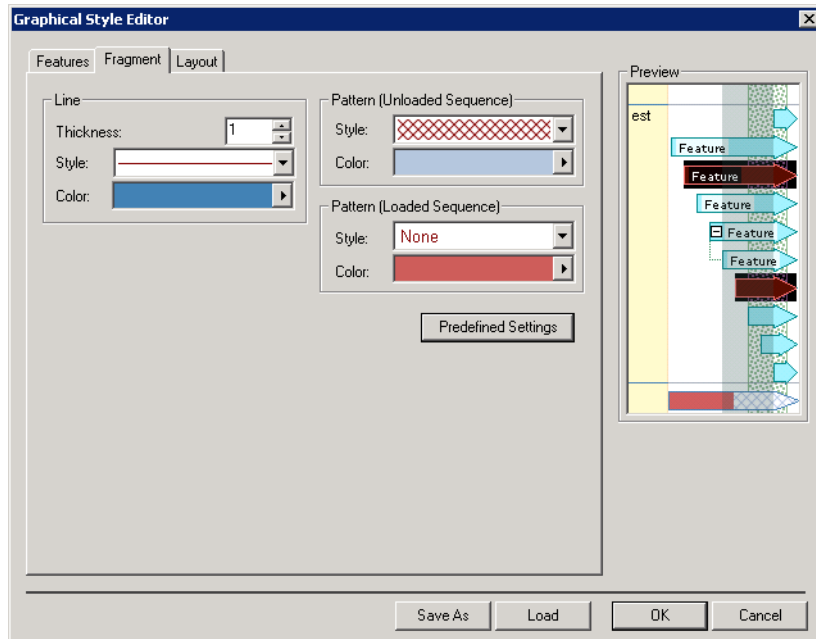 Graphical Style Editor
Features
Fragment
Layout
Line
Thickness:
1
Style:
Color:
Pattern (Unloaded Sequence)
Style:
Color:
Pattern (Loaded Sequence)
Style:
None
Color:
Predefined Settings
Preview
est
Feature
Feature
Feature
Feature
Feature
Save As
Load
OK
Cancel